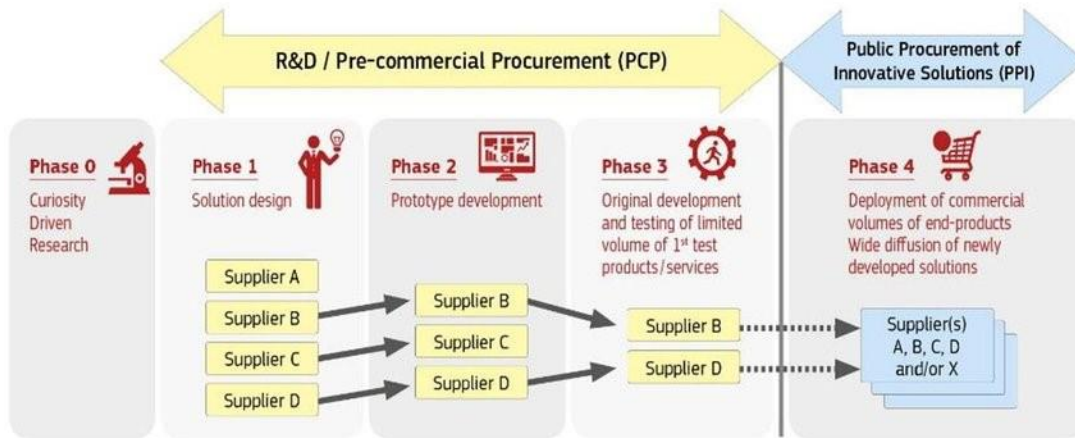 R&D / Pre-commercial Procurement (PCP)
Public Procurement of
Innovative Solutions (PPI)
Phase 0
Curiosity
Driven
Research
Phase 1
Solution design
Supplier A
Supplier B
Supplier C
Supplier D
Phase 2
Prototype development
Supplier B
Supplier C
Supplier D
Phase 3
Original development
and testing of limited
volume of 1st test
products/services
Supplier B
Supplier D
Phase 4
Deployment of commercial
volumes of end-products
Wide diffusion of newly
developed solutions
Supplier(s)
A, B, C, D
and/or X